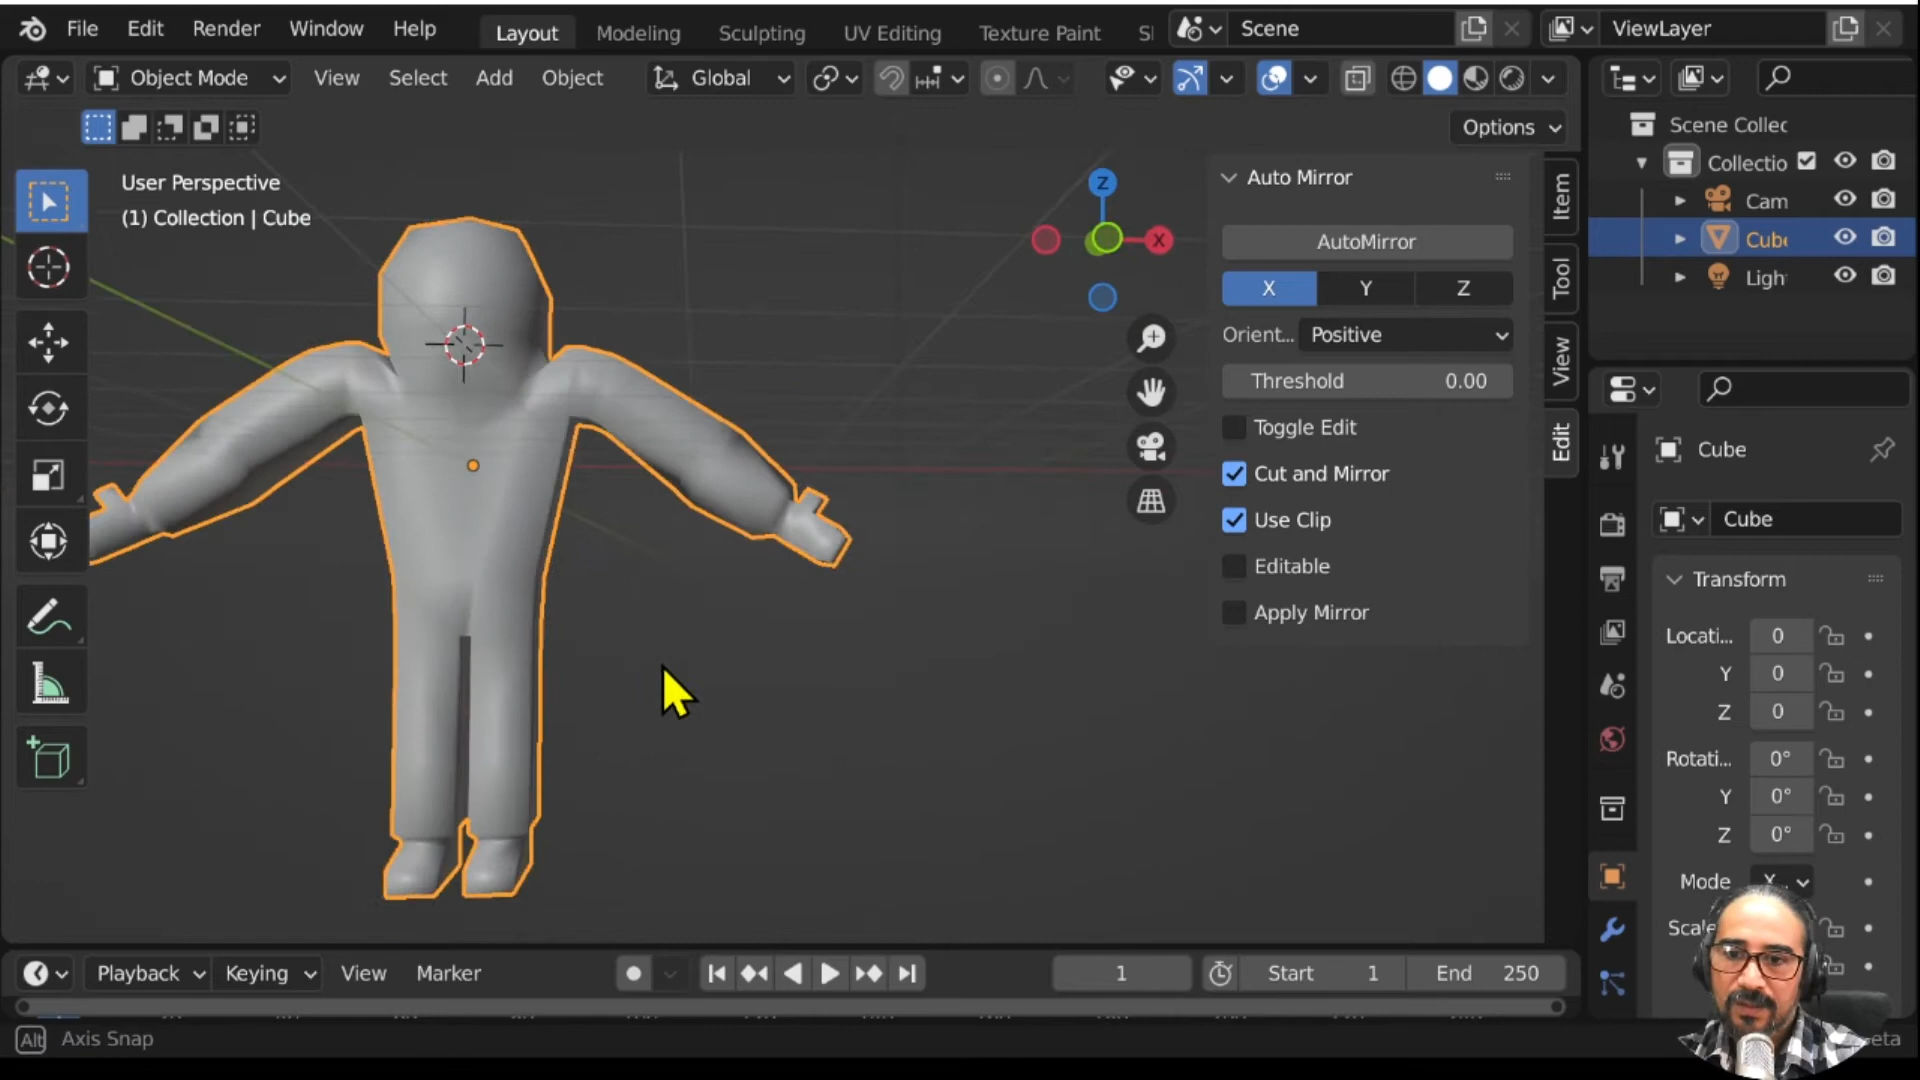 File Edit Render Window Help Layout Modeling Sculpting UV Editing Texture Paint Scene ViewLayer
Object Mode View Select Add Object Global
Options
Scene Collec
Collectio
Cam
Cube
Ligh
User Perspective
(1) Collection | Cube
Z
X
Auto Mirror
AutoMirror
X Y Z
Orient... Positive
Threshold 0.00
Toggle Edit
Cut and Mirror
Use Clip
Editable
Apply Mirror
Item
Tool
View
Edit
Cube
Cube
Transform
Locati... 0
Y 0
Z 0
Rotati... 0°
Y 0°
Z 0°
Mode X
Scale
Playback Keying View Marker 1 Start 1 End 250
Alt Axis Snap
eta